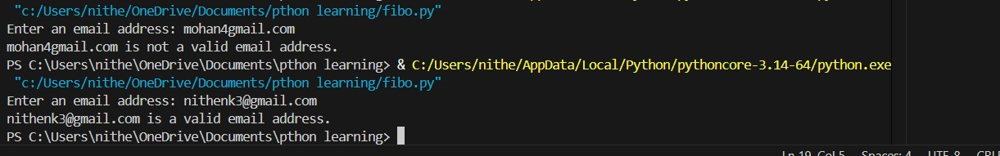 "c:/Users/nithe/OneDrive/Documents/pthon learning/fibo.py"
Enter an email address: mohan4gmail.com
mohan4gmail.com is not a valid email address.
PS C:\Users\nithe\OneDrive\Documents\pthon learning> & C:/Users/nithe/AppData/Local/Python/pythoncore-3.14-64/python.exe
"c:/Users/nithe/OneDrive/Documents/pthon learning/fibo.py"
Enter an email address: nithenk3@gmail.com
nithenk3@gmail.com is a valid email address.
PS C:\Users\nithe\OneDrive\Documents\pthon learning>
Ln 19, Col 5 Spaces: 4 UTF-8 CRLF